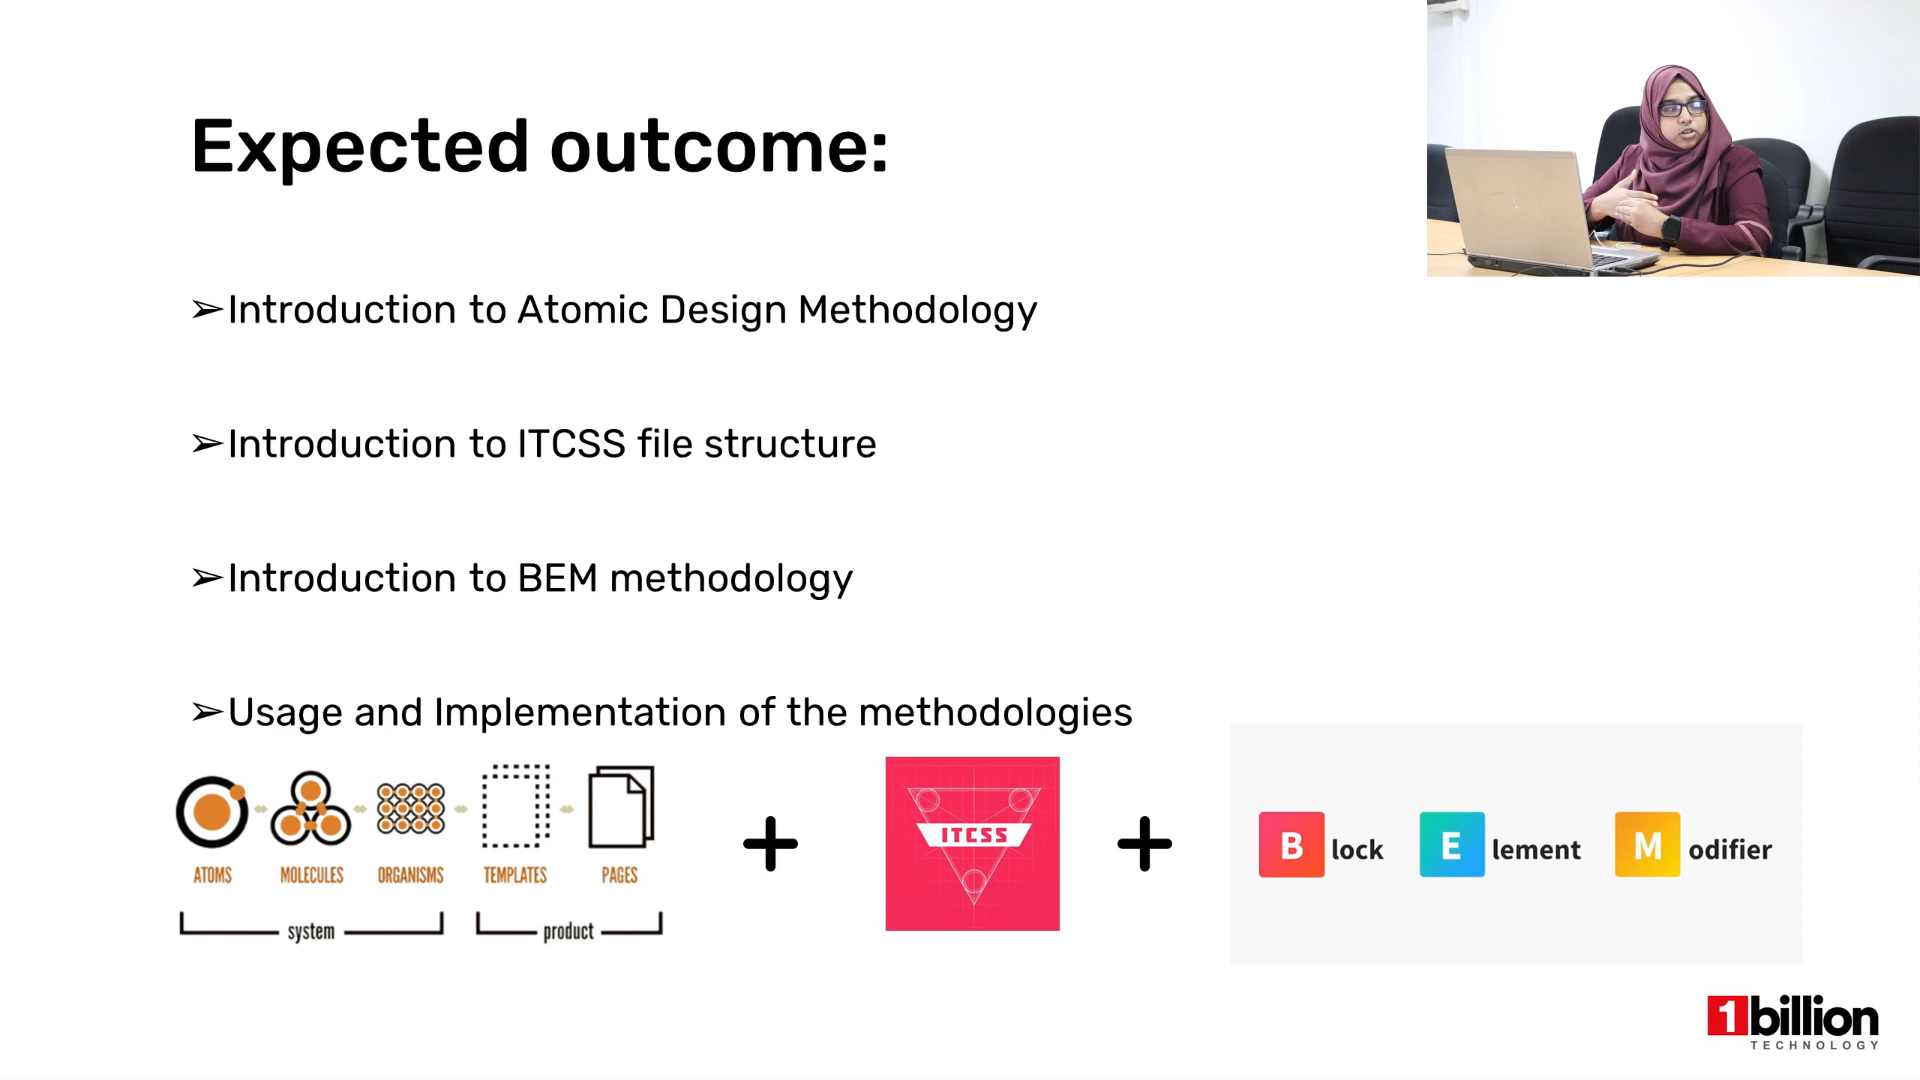 Expected outcome:
➢Introduction to Atomic Design Methodology
➢Introduction to ITCSS file structure
➢Introduction to BEM methodology
➢Usage and Implementation of the methodologies
ATOMS MOLECULES ORGANISMS TEMPLATES PAGES
system product
+ ITCSS +
B lock E lement M odifier
1billion
TECHNOLOGY